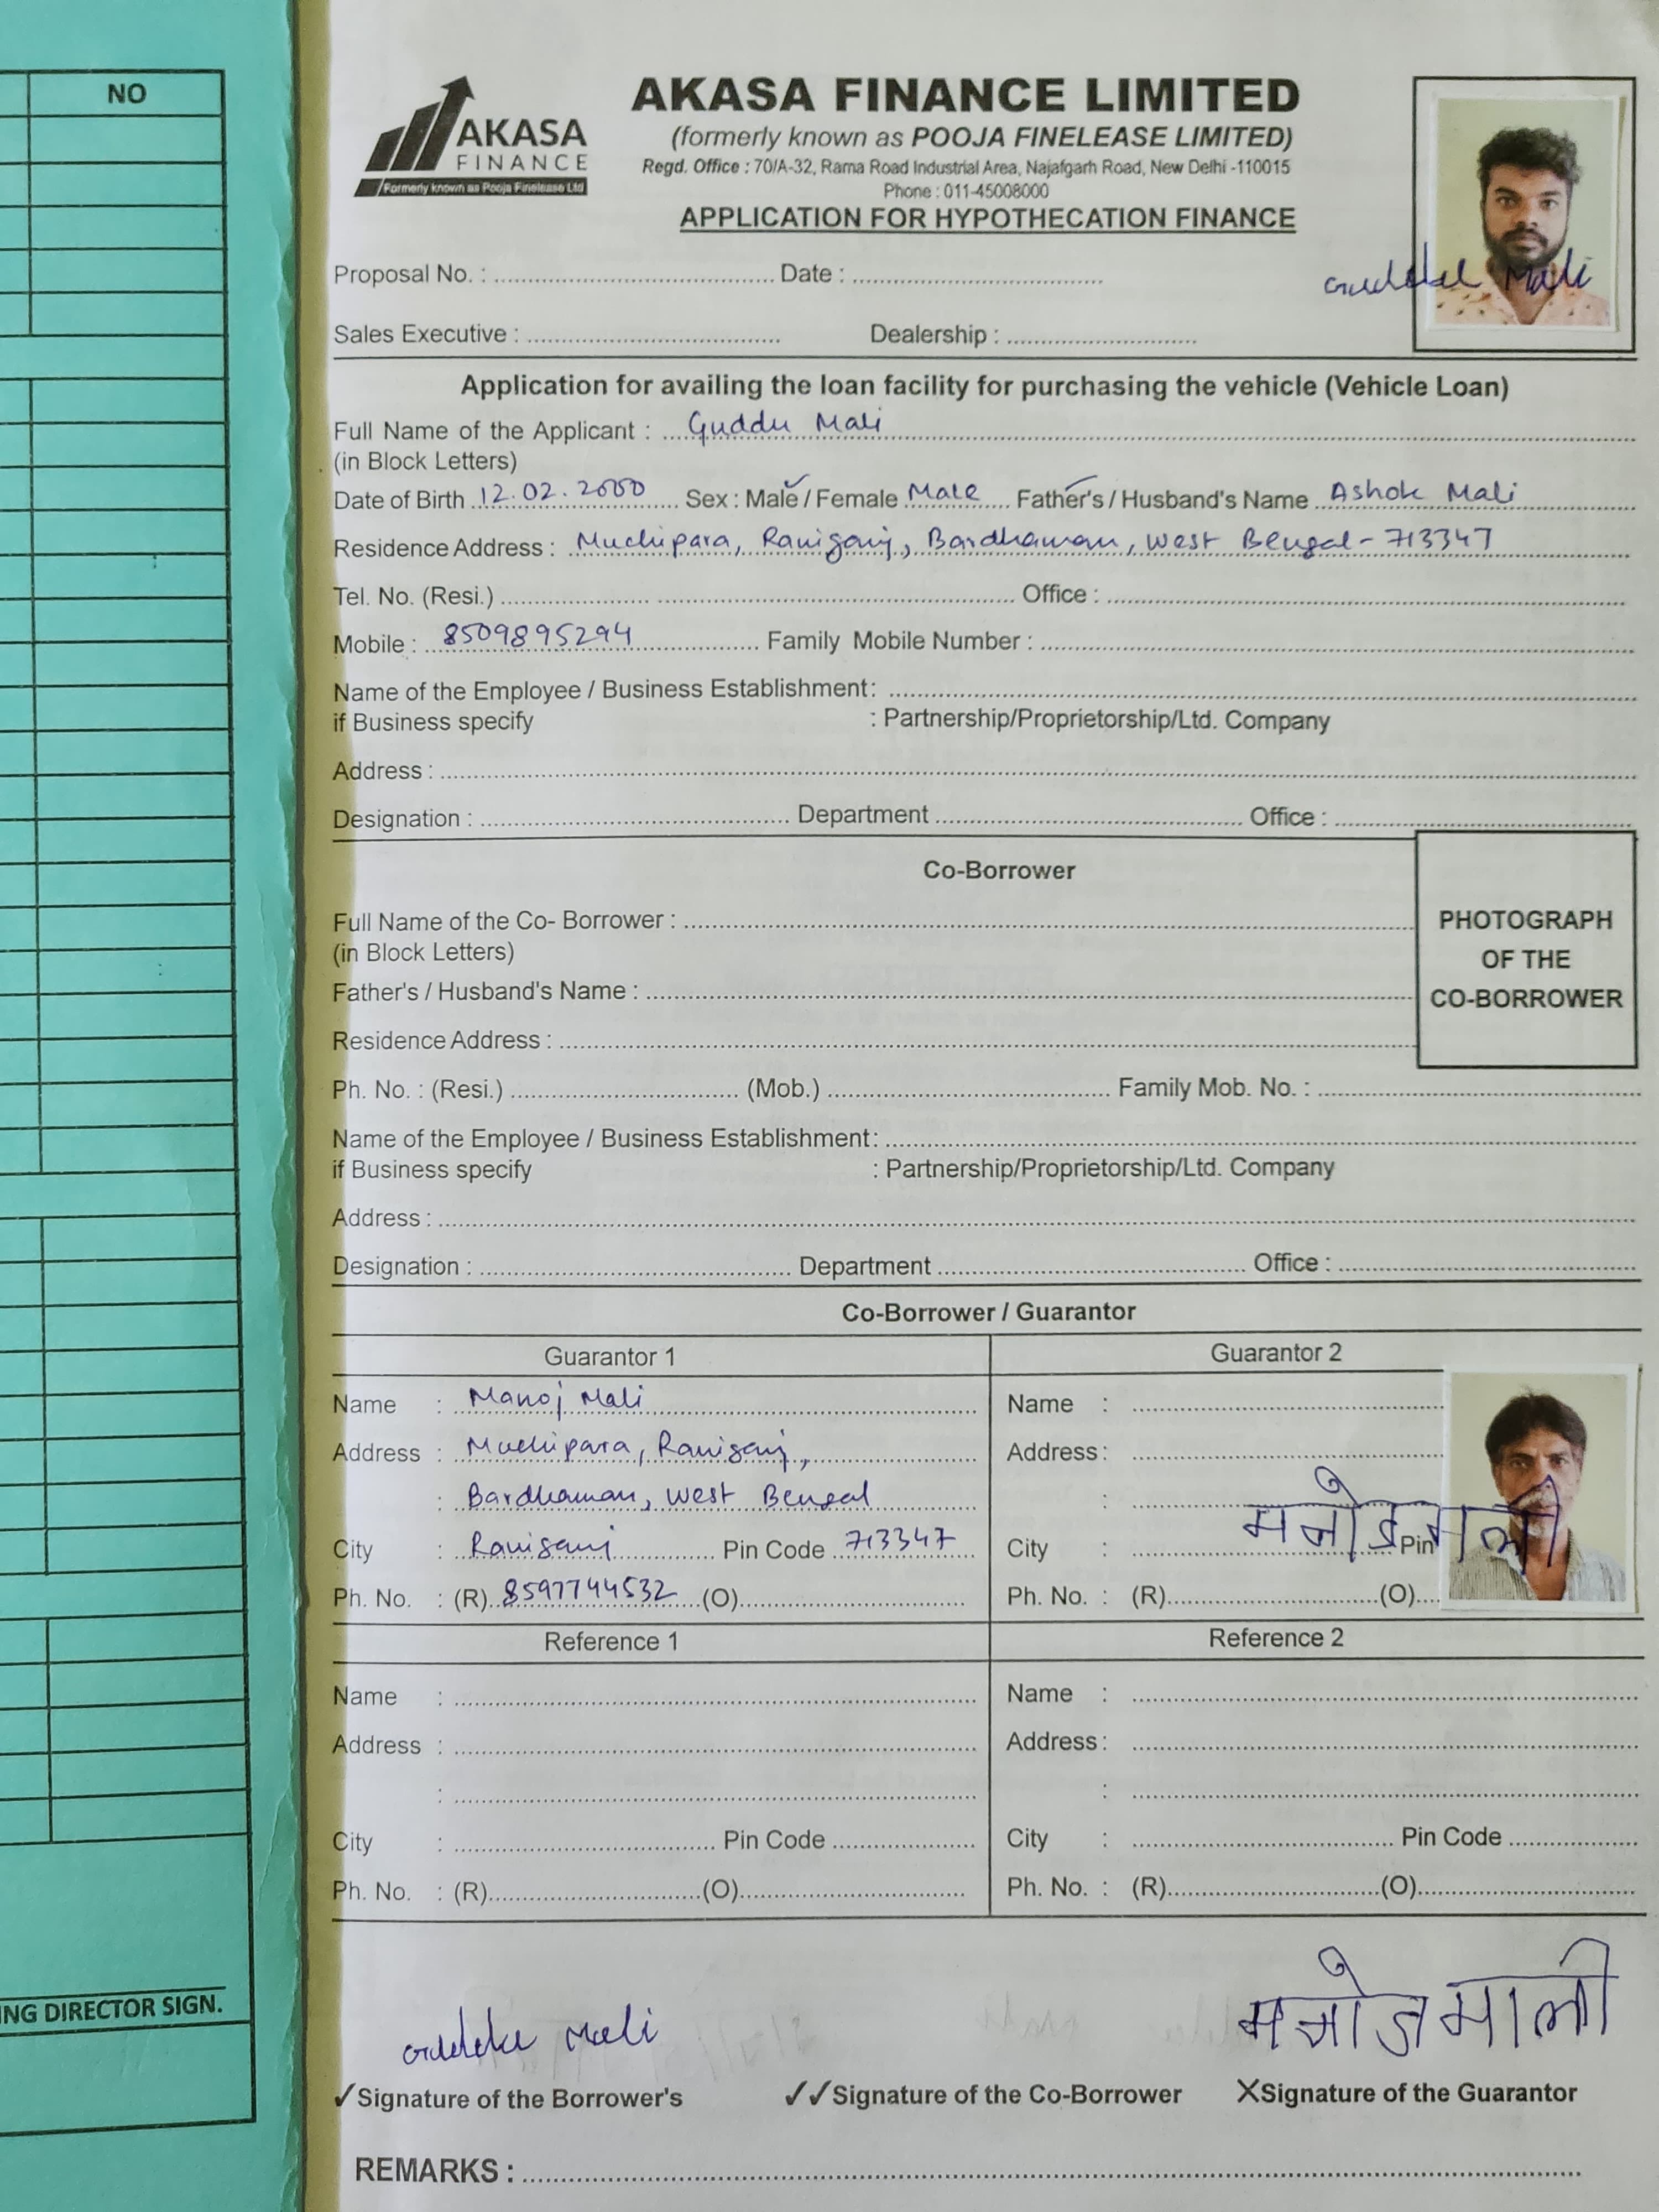 NO
AKASA
FINANCE
Formerly known as Pooja Finelease Ltd
AKASA FINANCE LIMITED
(formerly known as POOJA FINELEASE LIMITED)
Regd. Office : 70/A-32, Rama Road Industrial Area, Najafgarh Road, New Delhi -110015
Phone : 011-45008000
APPLICATION FOR HYPOTHECATION FINANCE
Proposal No. : Date :
Mali
Sales Executive : Dealership :
Application for availing the loan facility for purchasing the vehicle (Vehicle Loan)
Full Name of the Applicant : Guddu Mali
(in Block Letters)
Date of Birth 12.02.2000 Sex : Male / Female Male Father's / Husband's Name Ashok Mali
Residence Address : Muchipara, Raniganj, Bardhaman, West Bengal - 713347
Tel. No. (Resi.) Office :
Mobile : 8509895294 Family Mobile Number :
Name of the Employee / Business Establishment:
if Business specify : Partnership/Proprietorship/Ltd. Company
Address :
Designation : Department Office :
Co-Borrower
Full Name of the Co- Borrower :
(in Block Letters)
Father's / Husband's Name :
Residence Address :
PHOTOGRAPH
OF THE
CO-BORROWER
Ph. No. : (Resi.) (Mob.) Family Mob. No. :
Name of the Employee / Business Establishment:
if Business specify : Partnership/Proprietorship/Ltd. Company
Address :
Designation : Department Office :
Co-Borrower / Guarantor
Guarantor 1
Name : Manoj Mali
Address : Muchipara, Raniganj,
: Bardhaman, West Bengal
City : Raniganj Pin Code 713347
Ph. No. : (R) 8597744532 (O)
Guarantor 2
Name :
Address :
:
मनोज माली
City : Pin
Ph. No. : (R) (O)
Reference 1
Name :
Address :
:
City : Pin Code
Ph. No. : (R) (O)
Reference 2
Name :
Address :
:
City : Pin Code
Ph. No. : (R) (O)
NG DIRECTOR SIGN.
Mali
मनोज माली
✓Signature of the Borrower's ✓✓Signature of the Co-Borrower XSignature of the Guarantor
REMARKS :